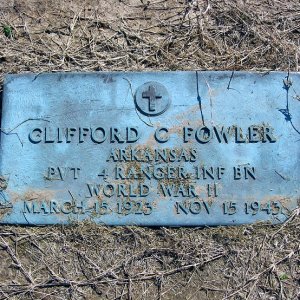 CLIFFORD C FOWLER
ARKANSAS
PVT 4 RANGER INF BN
WORLD WAR II
MARCH 15 1923 NOV 15 1943